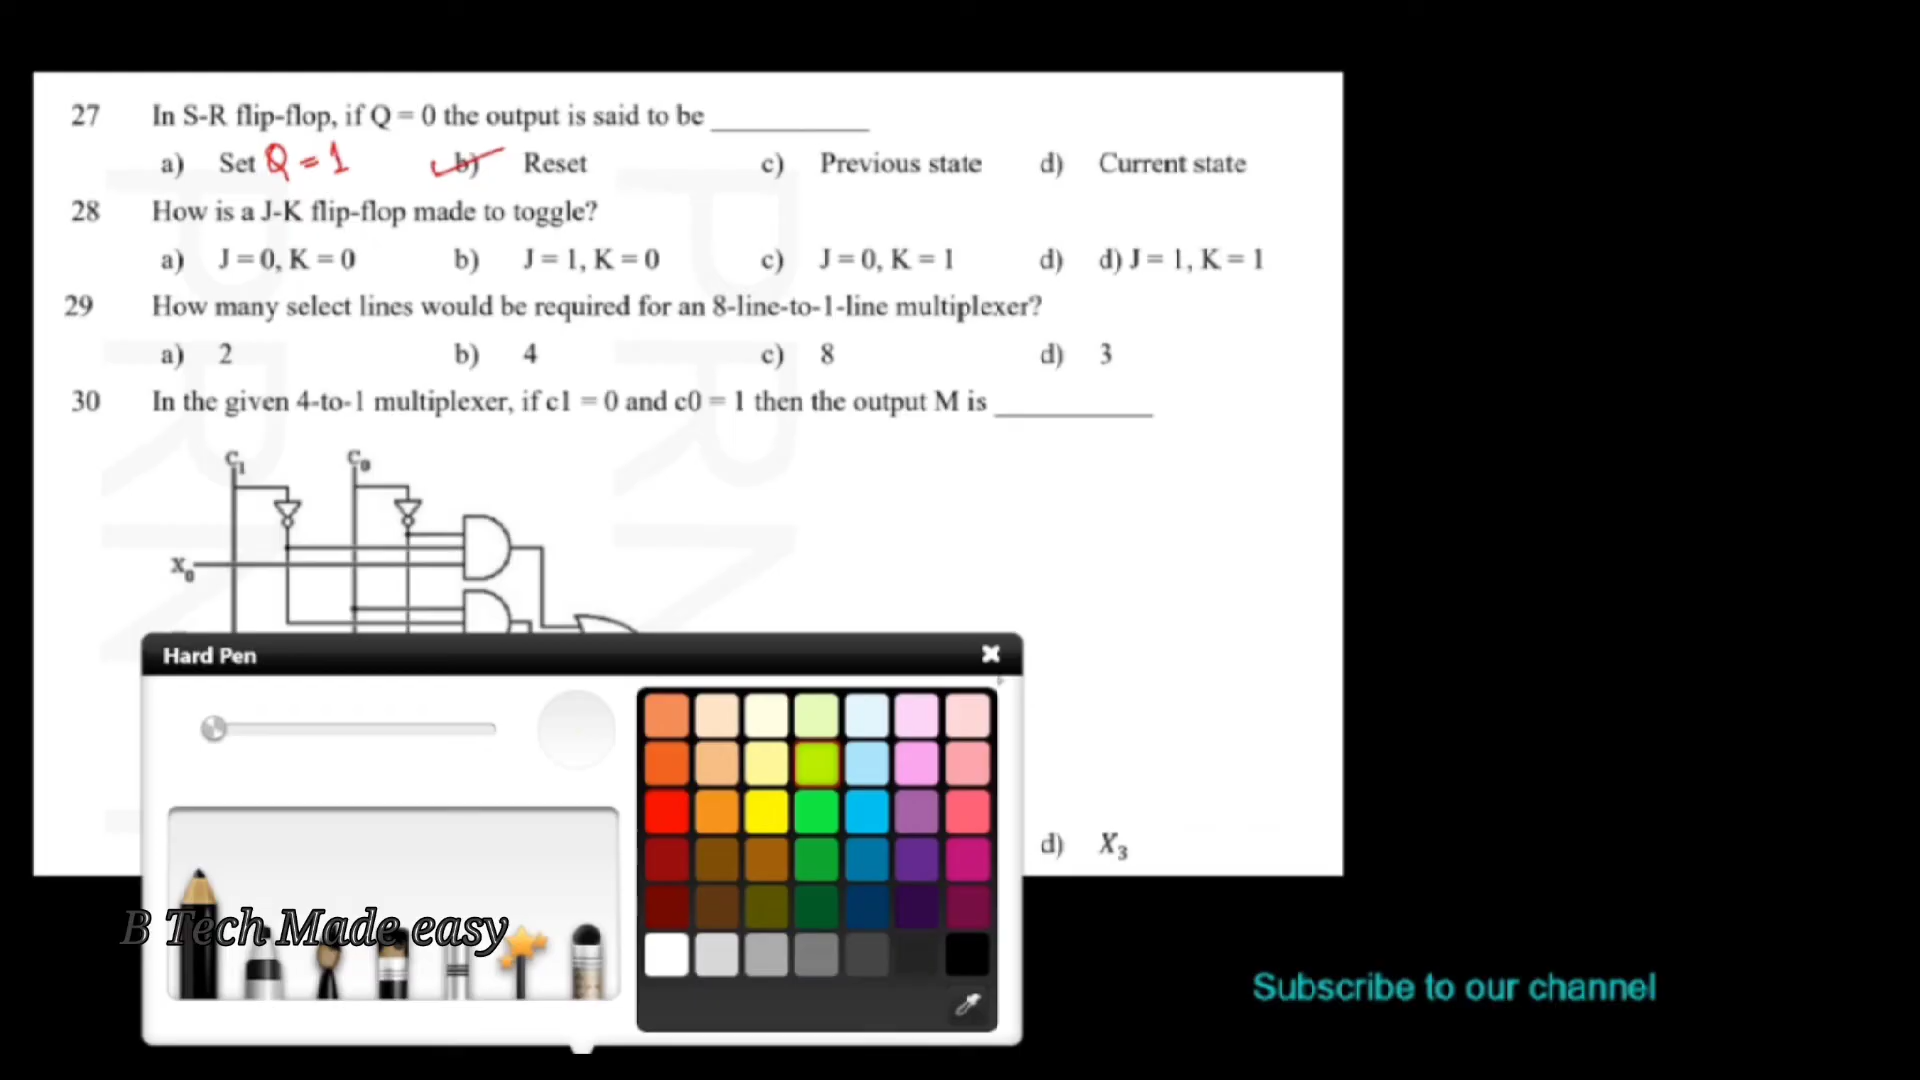 27 In S-R flip-flop, if Q = 0 the output is said to be ___________
a) Set Q = 1 b) Reset c) Previous state d) Current state
28 How is a J-K flip-flop made to toggle?
a) J = 0, K = 0 b) J = 1, K = 0 c) J = 0, K = 1 d) d) J = 1, K = 1
29 How many select lines would be required for an 8-line-to-1-line multiplexer?
a) 2 b) 4 c) 8 d) 3
30 In the given 4-to-1 multiplexer, if c1 = 0 and c0 = 1 then the output M is ___________
C1 C0
X0
Hard Pen
d) X3
B Tech Made easy
Subscribe to our channel